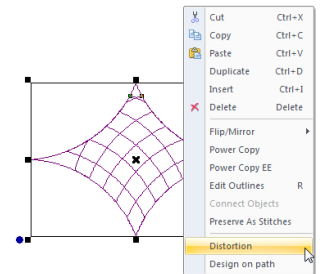 Cut Ctrl+X
Copy Ctrl+C
Paste Ctrl+V
Duplicate Ctrl+D
Insert Ctrl+I
Delete Delete
Flip/Mirror
Power Copy
Power Copy EE
Edit Outlines R
Connect Objects
Preserve As Stitches
Distortion
Design on path